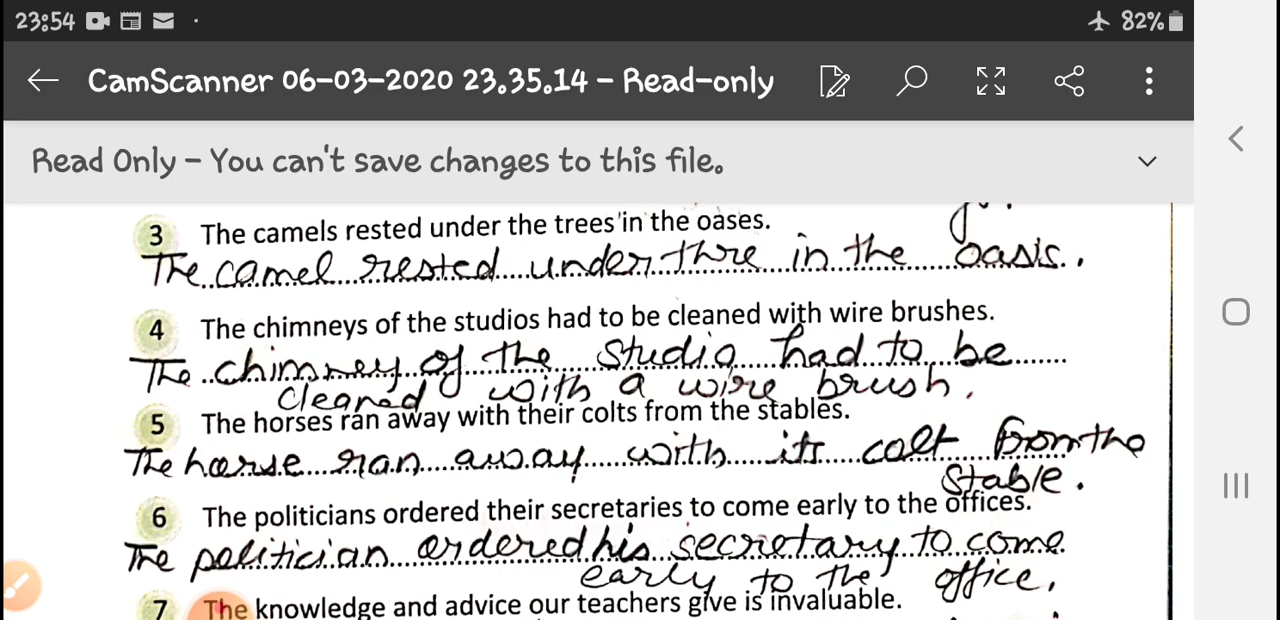 23:54
82%
CamScanner 06-03-2020 23.35.14 - Read-only
Read Only - You can't save changes to this file.
3 The camels rested under the trees in the oases.
The camel rested under thre in the oasis.
4 The chimneys of the studios had to be cleaned with wire brushes.
The chimney of the studio had to be
cleaned with a wire brush.
5 The horses ran away with their colts from the stables.
The horse ran away with its colt from the
stable.
6 The politicians ordered their secretaries to come early to the offices.
The politician ordered his secretary to come
early to the office.
7 The knowledge and advice our teachers give is invaluable.